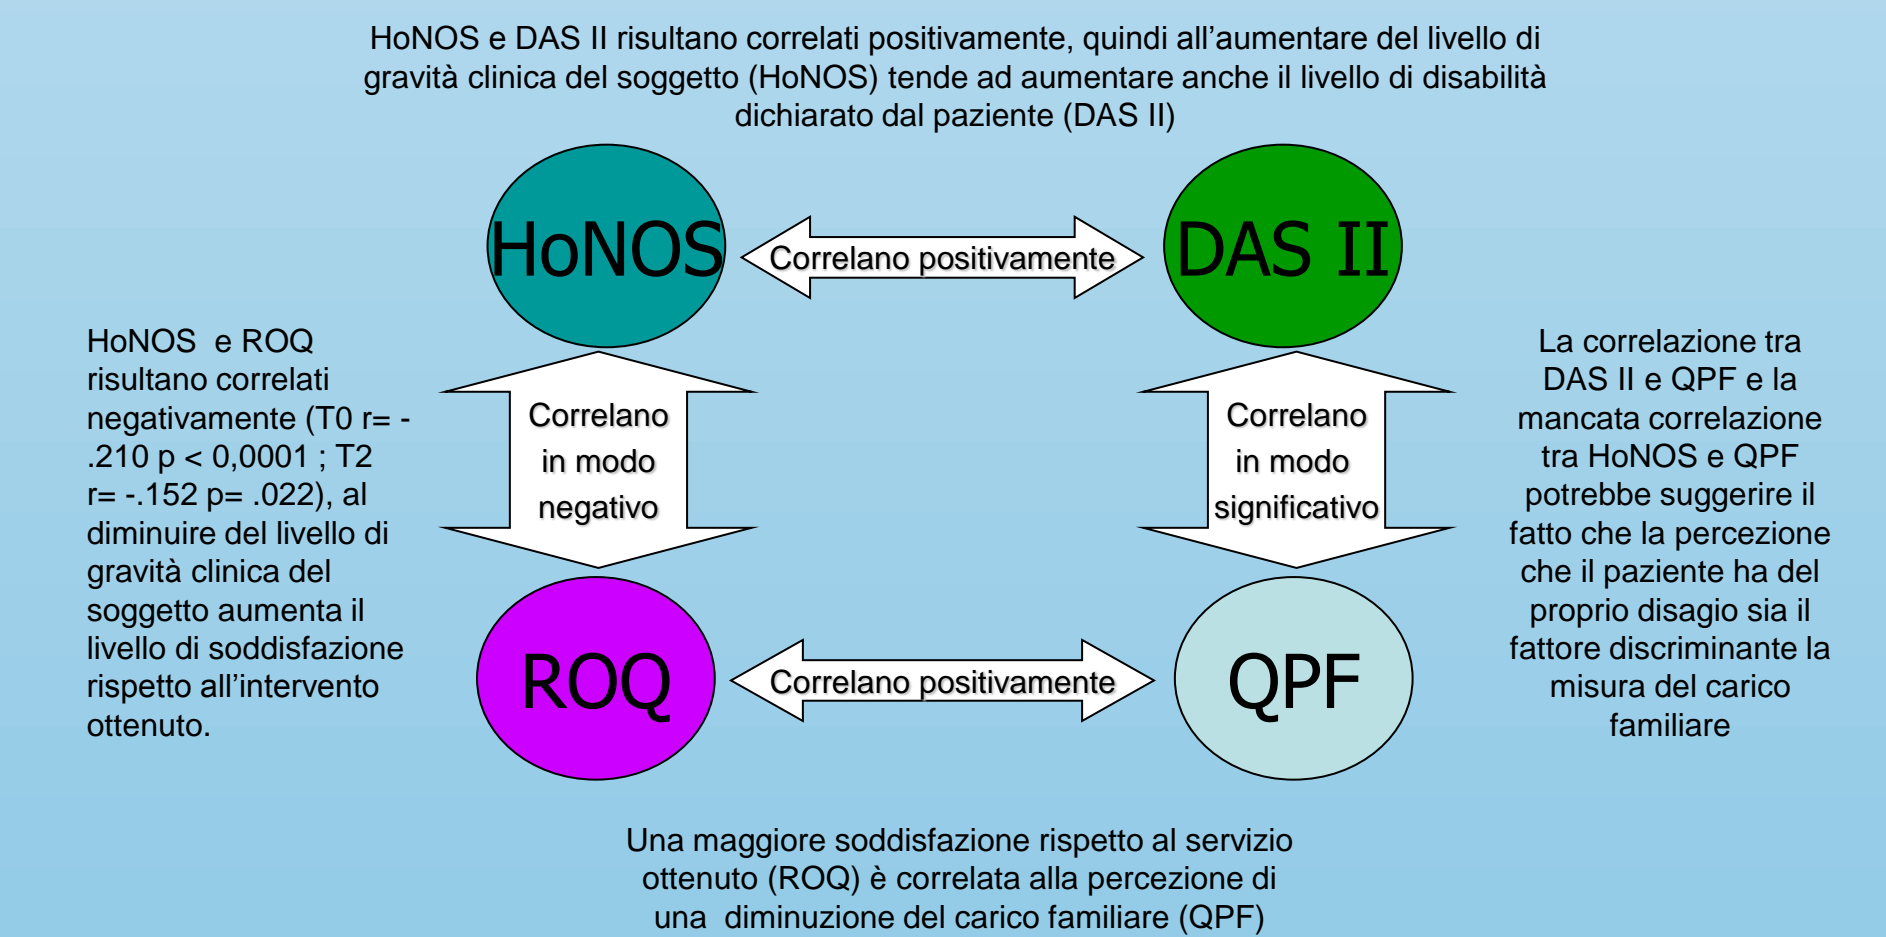 HoNOS e DAS II risultano correlati positivamente, quindi all’aumentare del livello di
gravità clinica del soggetto (HoNOS) tende ad aumentare anche il livello di disabilità
dichiarato dal paziente (DAS II)
HoNOS
Correlano positivamente
DAS II
HoNOS  e ROQ
risultano correlati
negativamente (T0 r= -
.210 p < 0,0001 ; T2
r= -.152 p= .022), al
diminuire del livello di
gravità clinica del
soggetto aumenta il
livello di soddisfazione
rispetto all’intervento
ottenuto.
Correlano
in modo
negativo
Correlano
in modo
significativo
La correlazione tra
DAS II e QPF e la
mancata correlazione
tra HoNOS e QPF
potrebbe suggerire il
fatto che la percezione
che il paziente ha del
proprio disagio sia il
fattore discriminante la
misura del carico
familiare
ROQ
Correlano positivamente
QPF
Una maggiore soddisfazione rispetto al servizio
ottenuto (ROQ) è correlata alla percezione di
una  diminuzione del carico familiare (QPF)